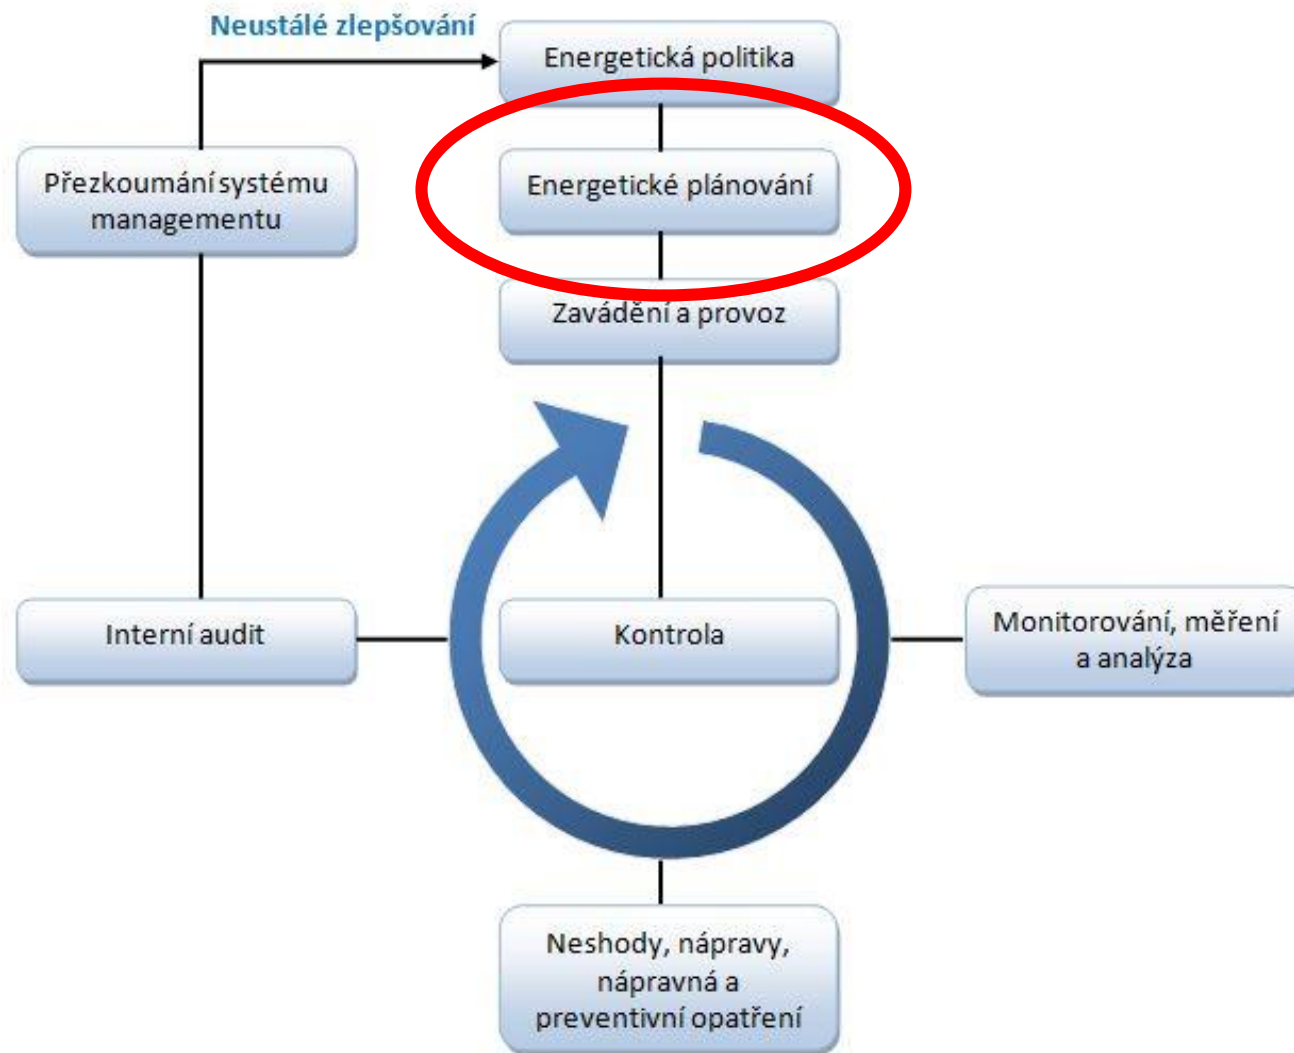 Neustálé zlepšování
Energetická politika
Přezkoumání systému
managementu
Energetické plánování
Zavádění a provoz
Interní audit
Kontrola
Monitorování, měření
a analýza
Neshody, nápravy,
nápravná a
preventivní opatření